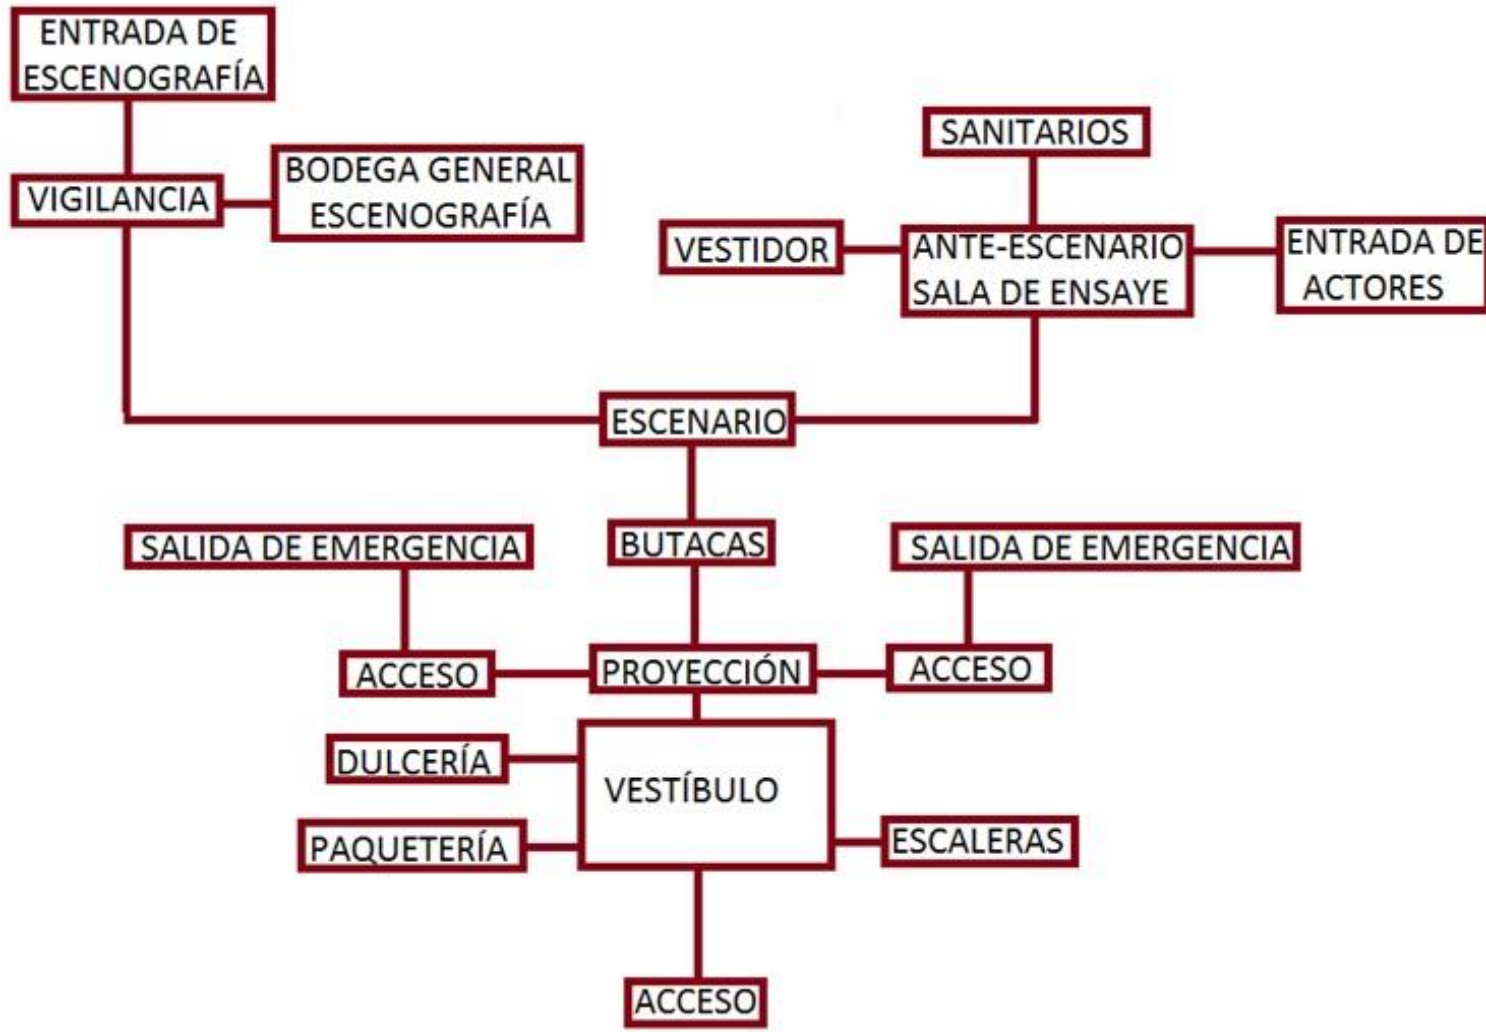 ENTRADA DE
ESCENOGRAFÍA
SANITARIOS
VIGILANCIA
BODEGA GENERAL
ESCENOGRAFÍA
VESTIDOR
ANTE-ESCENARIO
SALA DE ENSAYE
ENTRADA DE
ACTORES
ESCENARIO
SALIDA DE EMERGENCIA
BUTACAS
SALIDA DE EMERGENCIA
ACCESO
PROYECCIÓN
ACCESO
DULCERÍA
VESTÍBULO
PAQUETERÍA
ESCALERAS
ACCESO